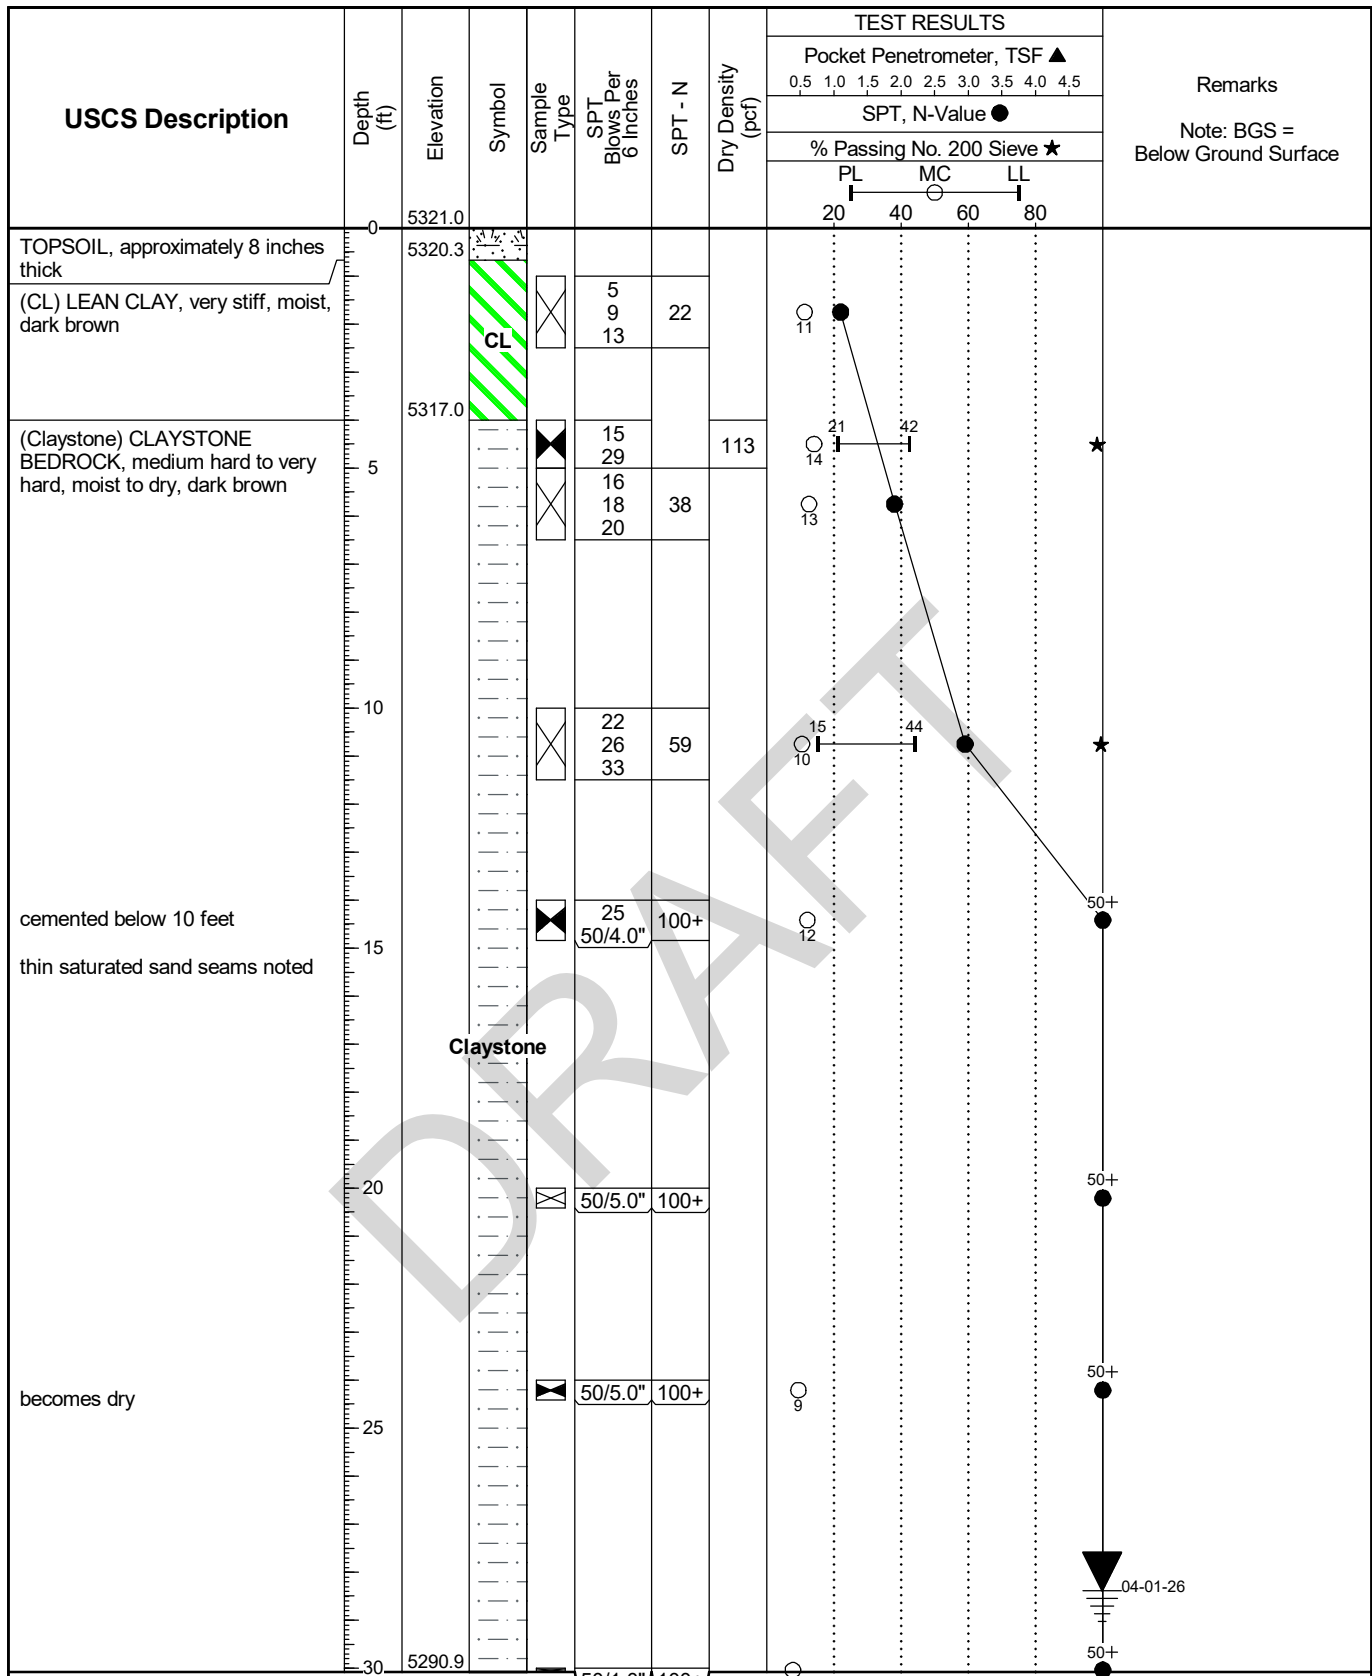 TEST RESULTS
Pocket Penetrometer, TSF ▲
0.5 1.0 1.5 2.0 2.5 3.0 3.5 4.0 4.5
SPT, N-Value ●
% Passing No. 200 Sieve ★
PL MC LL
20 40 60 80
USCS Description
Depth
(ft)
Elevation
Symbol
Sample
Type
SPT
Blows Per
6 Inches
SPT - N
Dry Density
(pcf)
Remarks
Note: BGS =
Below Ground Surface
0 5321.0
TOPSOIL, approximately 8 inches
thick
5320.3
(CL) LEAN CLAY, very stiff, moist,
dark brown
CL
5
9
13
22
11
5317.0
(Claystone) CLAYSTONE
BEDROCK, medium hard to very
hard, moist to dry, dark brown
15
29
113
21 42
14
5
16
18
20
38
13
10
22
26
33
59
15 44
10
cemented below 10 feet
25
50/4.0"
100+
12
50+
15
thin saturated sand seams noted
Claystone
20
50/5.0" 100+
50+
becomes dry
50/5.0" 100+
9
50+
25
04-01-26
50+
30 5290.9
DRAFT